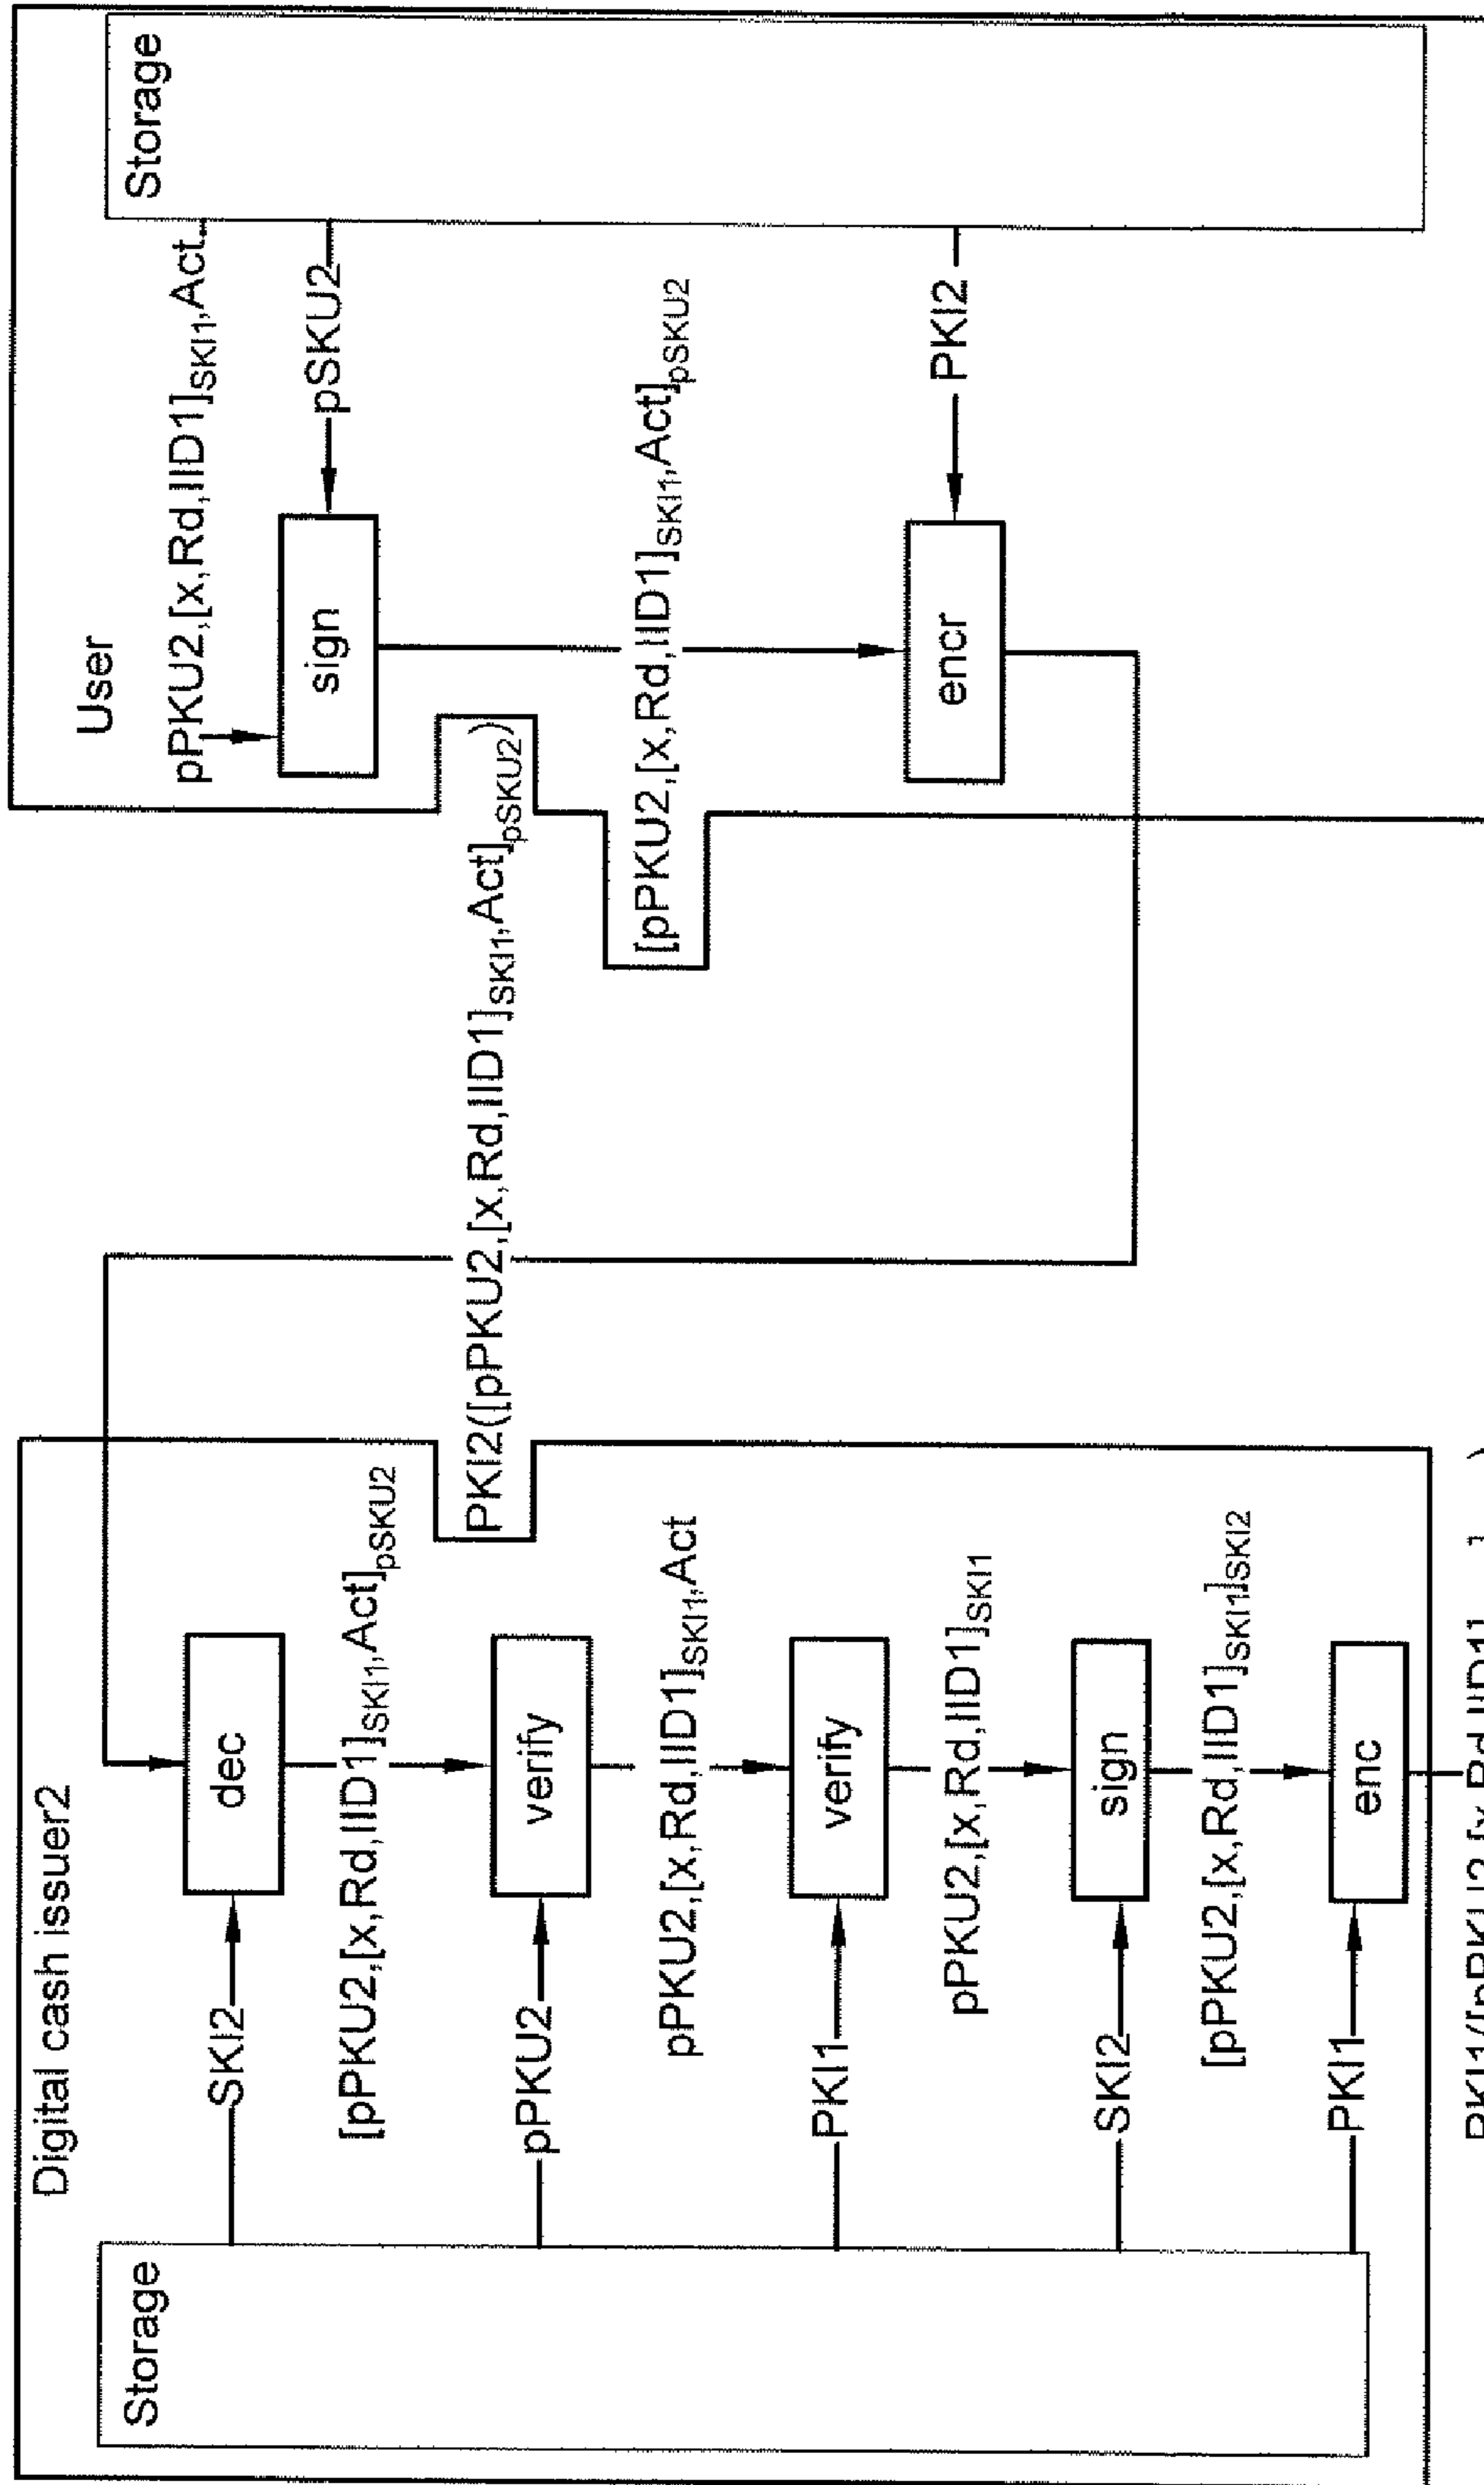 Digital cash issuer2
Storage
SKI2
dec
[pPKU2,[x,Rd,IID1]SKI1,Act]pSKU2
pPKU2
verify
pPKU2,[x,Rd,IID1]SKI1,Act
PKI1
verify
pPKU2,[x,Rd,IID1]SKI1
SKI2
sign
[pPKU2,[x,Rd,IID1]SKI1]SKI2
PKI1
enc
PKI2([pPKU2,[x,Rd,IID1]SKI1,Act]pSKU2)
User
pPKU2,[x,Rd,IID1]SKI1,Act
Storage
pSKU2
sign
[pPKU2,[x,Rd,IID1]SKI1,Act]pSKU2
PKI2
encr
PKI1([pPKU2,[x,Rd,IID1]